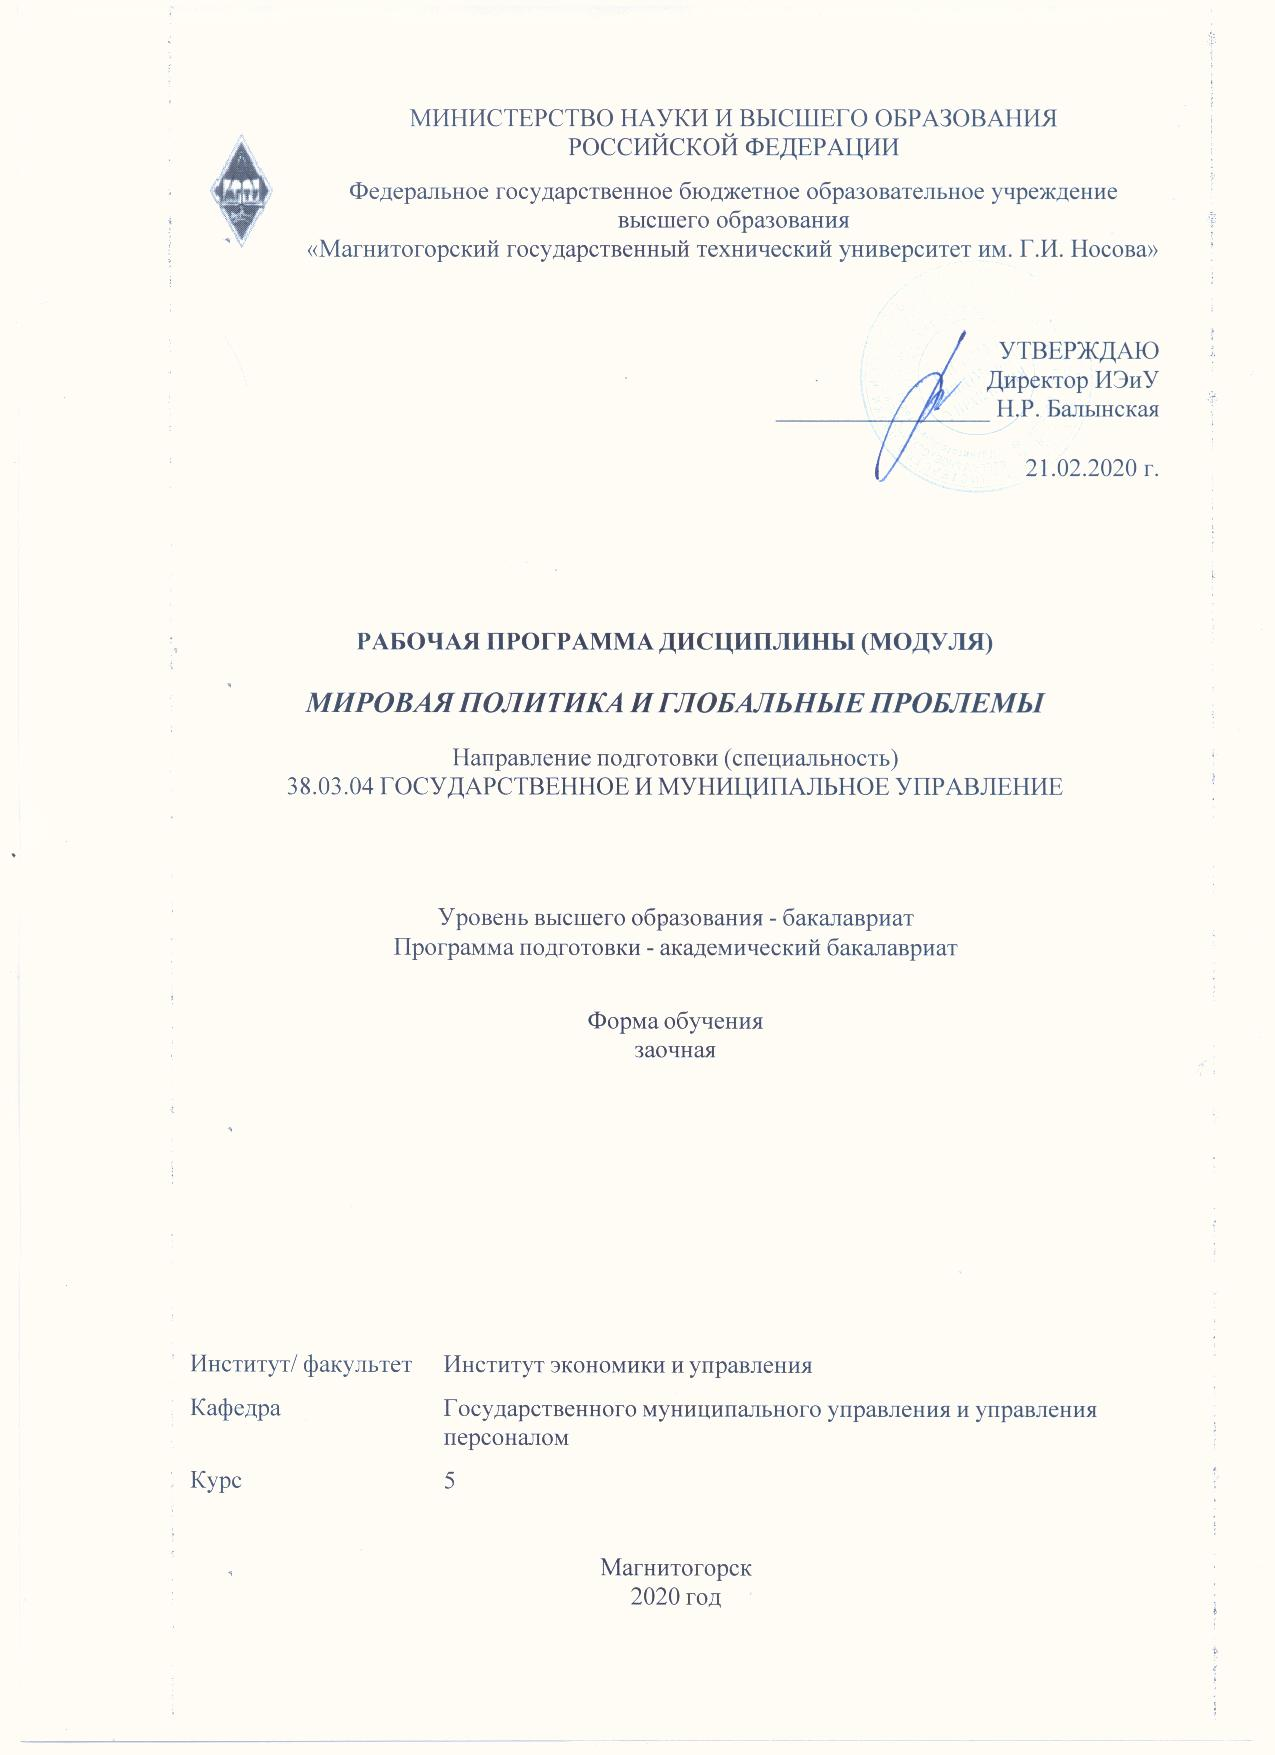 МИНИСТЕРСТВО НАУКИ И ВЫСШЕГО ОБРАЗОВАНИЯ
РОССИЙСКОЙ ФЕДЕРАЦИИ
Федеральное государственное бюджетное образовательное учреждение
высшего образования
«Магнитогорский государственный технический университет им. Г.И. Носова»
УТВЕРЖДАЮ
Директор ИЭиУ
Н.Р. Балынская
21.02.2020 г.
РАБОЧАЯ ПРОГРАММА ДИСЦИПЛИНЫ (МОДУЛЯ)
МИРОВАЯ ПОЛИТИКА И ГЛОБАЛЬНЫЕ ПРОБЛЕМЫ
Направление подготовки (специальность)
38.03.04 ГОСУДАРСТВЕННОЕ И МУНИЦИПАЛЬНОЕ УПРАВЛЕНИЕ
Уровень высшего образования - бакалавриат
Программа подготовки - академический бакалавриат
Форма обучения
заочная
Институт/ факультет Институт экономики и управления
Кафедра Государственного муниципального управления и управления
персоналом
Курс 5
Магнитогорск
2020 год